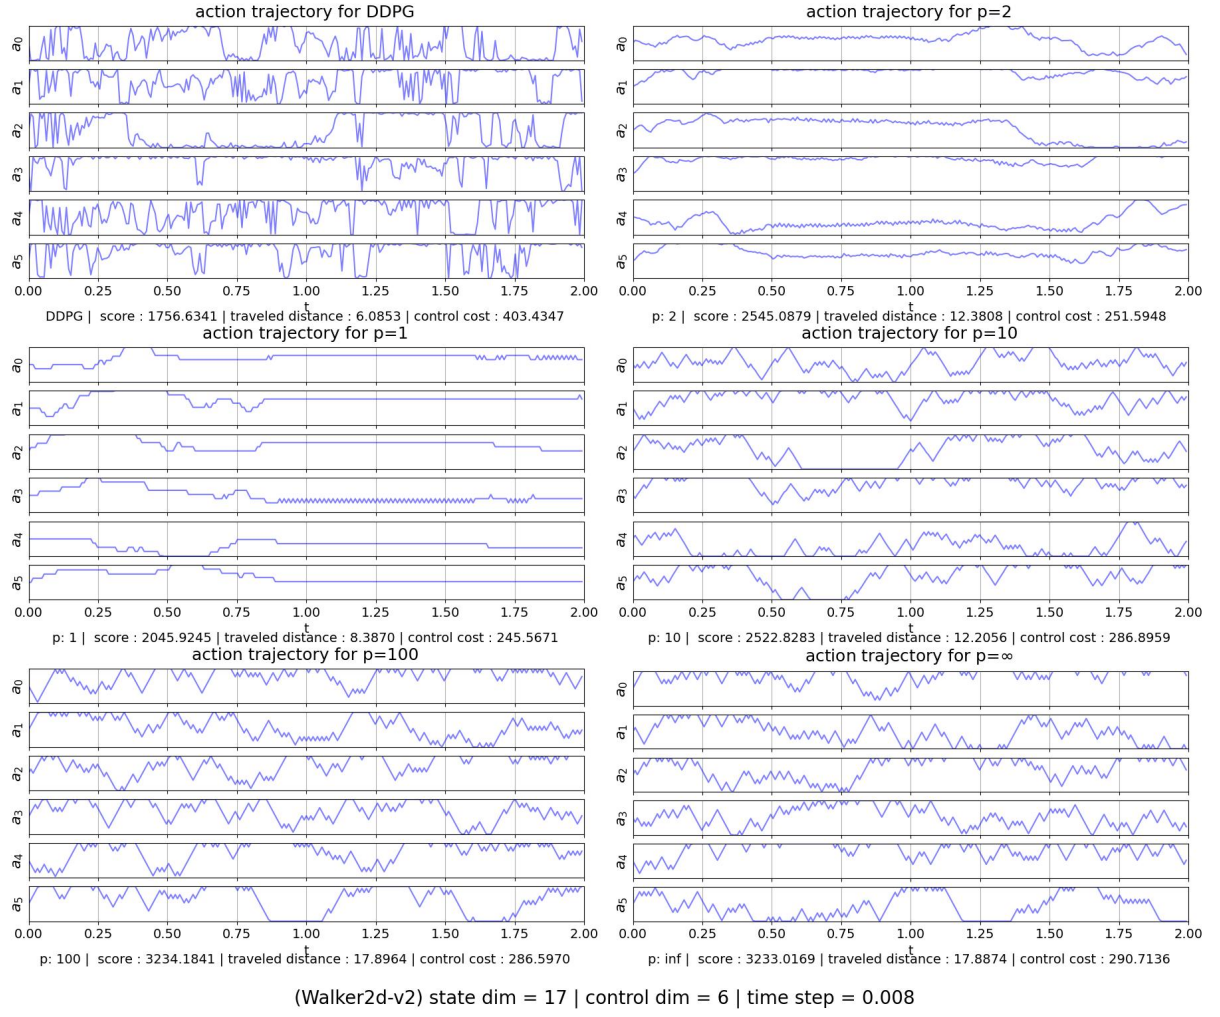 action trajectory for DDPG
a0
a1
a2
a3
a4
a5
0.00 0.25 0.50 0.75 1.00 1.25 1.50 1.75 2.00
t
DDPG | score : 1756.6341 | traveled distance : 6.0853 | control cost : 403.4347
action trajectory for p=2
a0
a1
a2
a3
a4
a5
0.00 0.25 0.50 0.75 1.00 1.25 1.50 1.75 2.00
t
p: 2 | score : 2545.0879 | traveled distance : 12.3808 | control cost : 251.5948
action trajectory for p=1
a0
a1
a2
a3
a4
a5
0.00 0.25 0.50 0.75 1.00 1.25 1.50 1.75 2.00
t
p: 1 | score : 2045.9245 | traveled distance : 8.3870 | control cost : 245.5671
action trajectory for p=10
a0
a1
a2
a3
a4
a5
0.00 0.25 0.50 0.75 1.00 1.25 1.50 1.75 2.00
t
p: 10 | score : 2522.8283 | traveled distance : 12.2056 | control cost : 286.8959
action trajectory for p=100
a0
a1
a2
a3
a4
a5
0.00 0.25 0.50 0.75 1.00 1.25 1.50 1.75 2.00
t
p: 100 | score : 3234.1841 | traveled distance : 17.8964 | control cost : 286.5970
action trajectory for p=∞
a0
a1
a2
a3
a4
a5
0.00 0.25 0.50 0.75 1.00 1.25 1.50 1.75 2.00
t
p: inf | score : 3233.0169 | traveled distance : 17.8874 | control cost : 290.7136
(Walker2d-v2) state dim = 17 | control dim = 6 | time step = 0.008